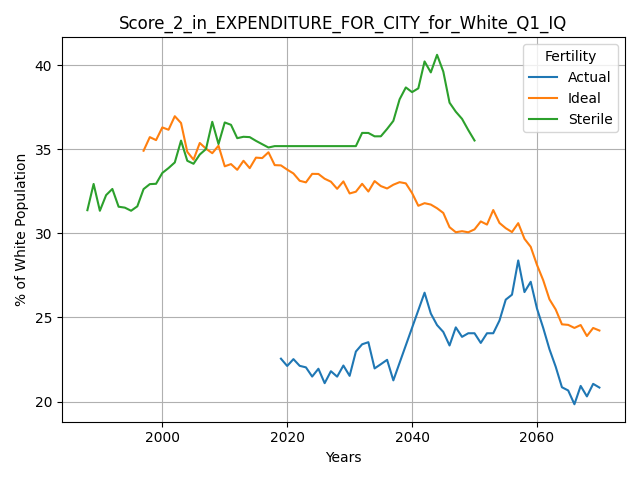 Score_2_in_EXPENDITURE_FOR_CITY_for_White_Q1_IQ
Fertility
Actual
Ideal
Sterile
% of White Population
40
35
30
25
20
2000
2020
2040
2060
Years